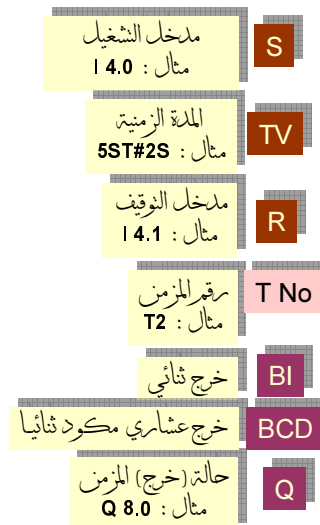 S
مدخل التشغيل
مثال : I 4.0
TV
المدة الزمنية
مثال : 5ST#2S
R
مدخل التوقيف
مثال : I 4.1
T No
رقم المزمن
مثال : T2
BI
خرج ثنائي
BCD
خرج عشاري مكود ثنائيا
Q
حالة (خرج) المزمن
مثال : Q 8.0